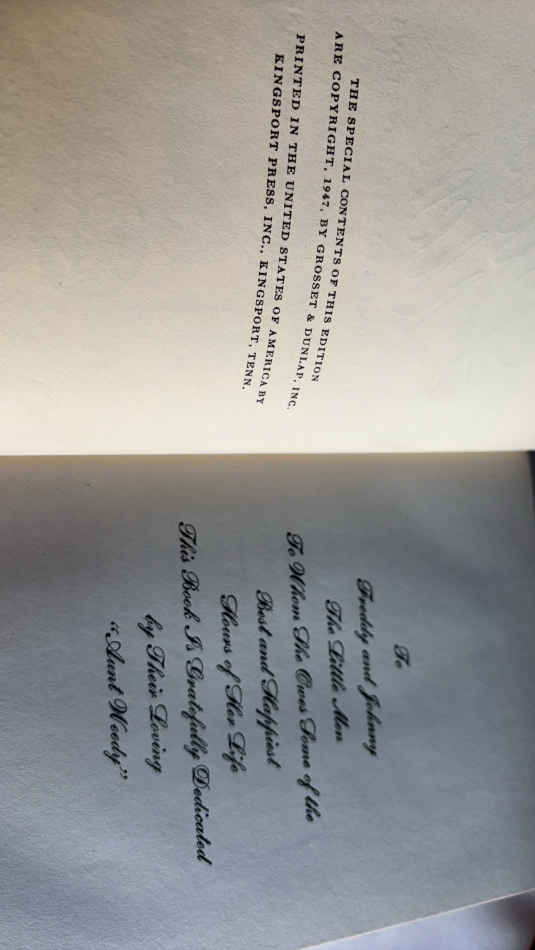 THE SPECIAL CONTENTS OF THIS EDITION
ARE COPYRIGHT, 1947, BY GROSSET & DUNLAP, INC.
PRINTED IN THE UNITED STATES OF AMERICA BY
KINGSPORT PRESS, INC., KINGSPORT, TENN.
To
Freddy and Johnny
The Little Men
To Whom She Owes Some of the
Best and Happiest
Hours of Her Life
This Book Is Gratefully Dedicated
by Their Loving
“Aunt Weedy”